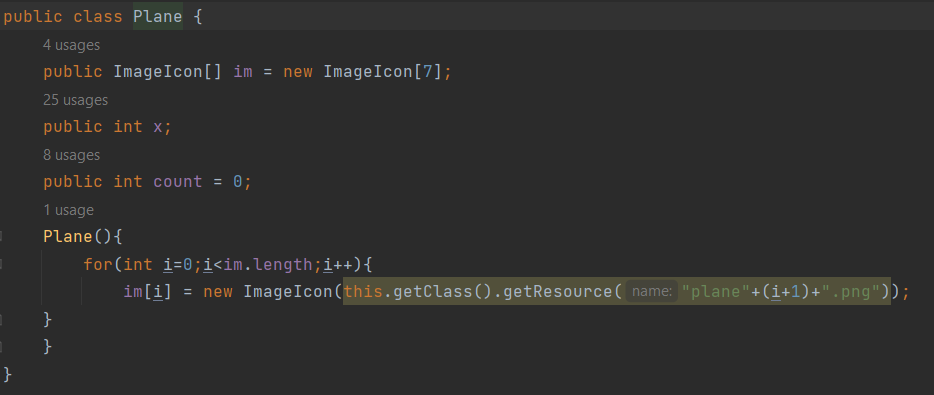 public class Plane {
4 usages
public ImageIcon[] im = new ImageIcon[7];
25 usages
public int x;
8 usages
public int count = 0;
1 usage
Plane(){
for(int i=0;i<im.length;i++){
im[i] = new ImageIcon(this.getClass().getResource( name: "plane"+(i+1)+".png"));
}
}
}